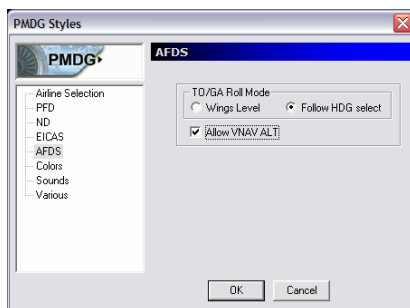 PMDG Styles
PMDG
AFDS
Airline Selection
PFD
ND
EICAS
AFDS
Colors
Sounds
Various
TO/GA Roll Mode
Wings Level Follow HDG select
Allow VNAV ALT
OK Cancel